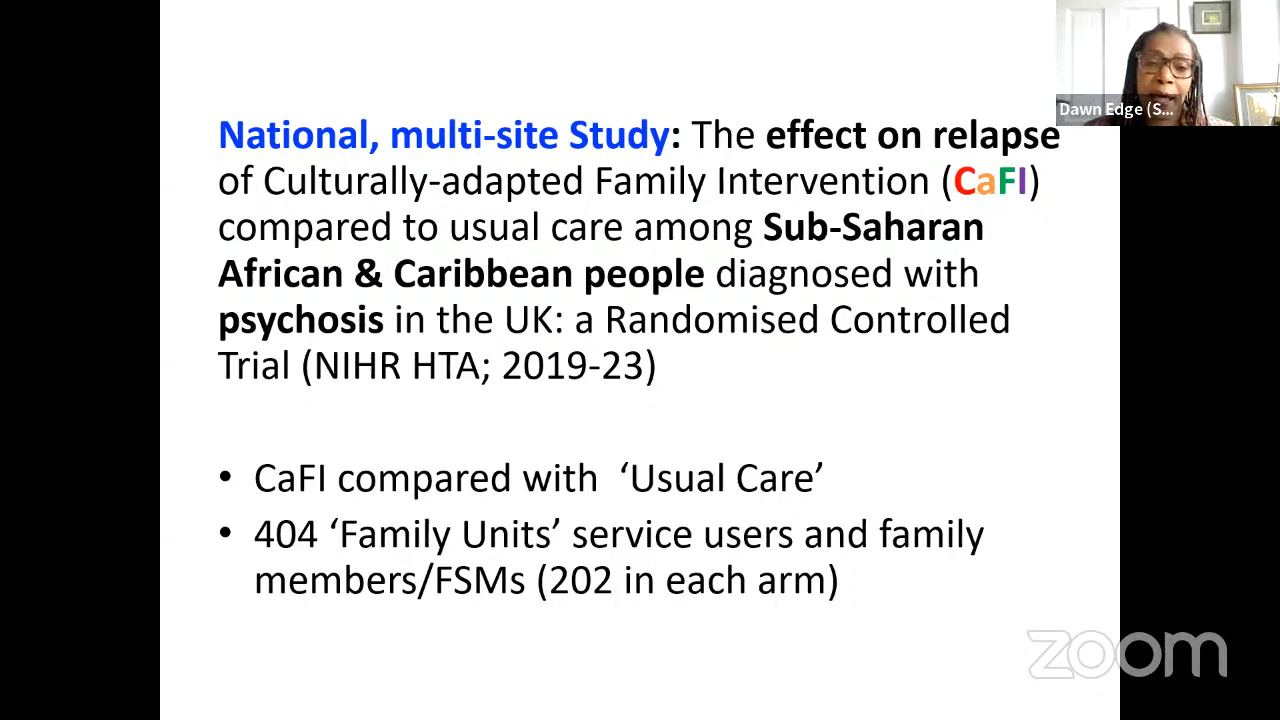 Dawn Edge (S...
National, multi-site Study: The effect on relapse
of Culturally-adapted Family Intervention (CaFI)
compared to usual care among Sub-Saharan
African & Caribbean people diagnosed with
psychosis in the UK: a Randomised Controlled
Trial (NIHR HTA; 2019-23)
• CaFI compared with ‘Usual Care’
• 404 ‘Family Units’ service users and family
members/FSMs (202 in each arm)
zoom